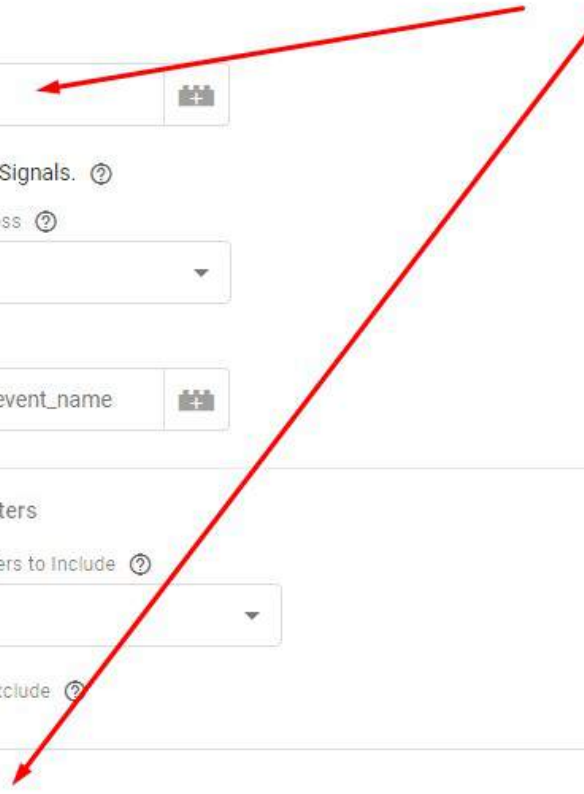 Signals.
ss
event_name
ters
ers to Include
xclude